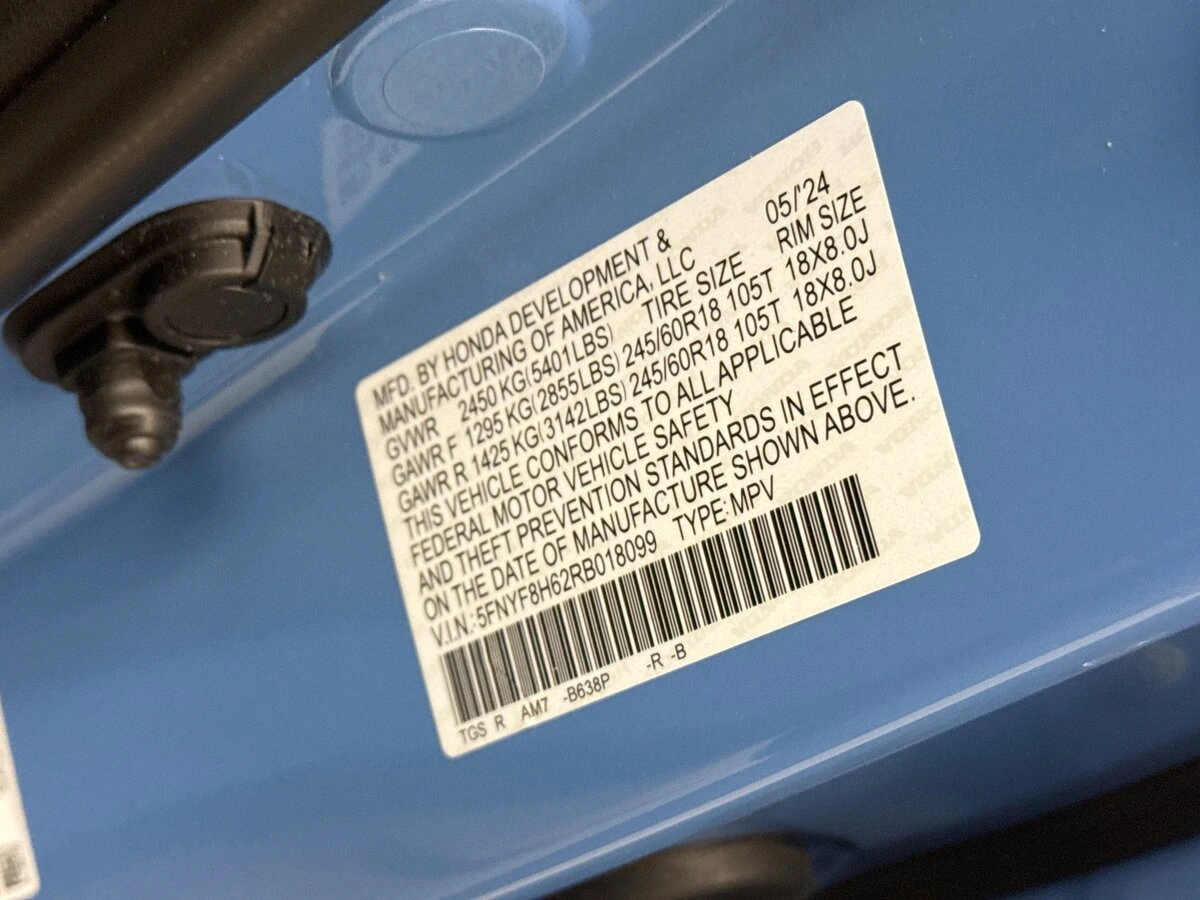 05/'24
MFD. BY HONDA DEVELOPMENT &
MANUFACTURING OF AMERICA, LLC
TIRE SIZE RIM SIZE
GVWR 2450 KG(5401LBS)
GAWR F 1295 KG(2855LBS) 245/60R18 105T 18X8.0J
GAWR R 1425 KG(3142LBS) 245/60R18 105T 18X8.0J
THIS VEHICLE CONFORMS TO ALL APPLICABLE
FEDERAL MOTOR VEHICLE SAFETY
AND THEFT PREVENTION STANDARDS IN EFFECT
ON THE DATE OF MANUFACTURE SHOWN ABOVE.
V.I.N.:5FNYF8H62RB018099 TYPE:MPV
TGS R AM7 -B638P -R -B